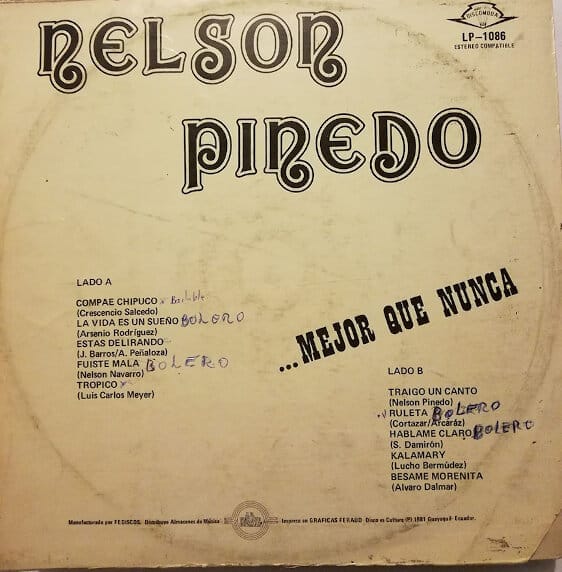 NELSON
PINEDO
DISCOMODA
LP-1086
ESTEREO COMPATIBLE
LADO A
COMPAE CHIPUCO
(Crescencio Salcedo)
LA VIDA ES UN SUEÑO BOLERO
(Arsenio Rodríguez)
ESTAS DELIRANDO
(J. Barros/A. Peñaloza)
FUISTE MALA BOLERO
(Nelson Navarro)
TROPICO
(Luis Carlos Meyer)
...MEJOR QUE NUNCA
LADO B
TRAIGO UN CANTO
(Nelson Pinedo)
RULETA BOLERO
(Cortazar/Arcaráz)
HABLAME CLARO BOLERO
(S. Damirón)
KALAMARY
(Lucho Bermúdez)
BESAME MORENITA
(Alvaro Dalmar)
Manufacturado por FEDISCOS. Distribuye Almacenes de Música Impreso en GRAFICAS FERAUD Disco es Cultura (P) 1981 Guayaquil- Ecuador.